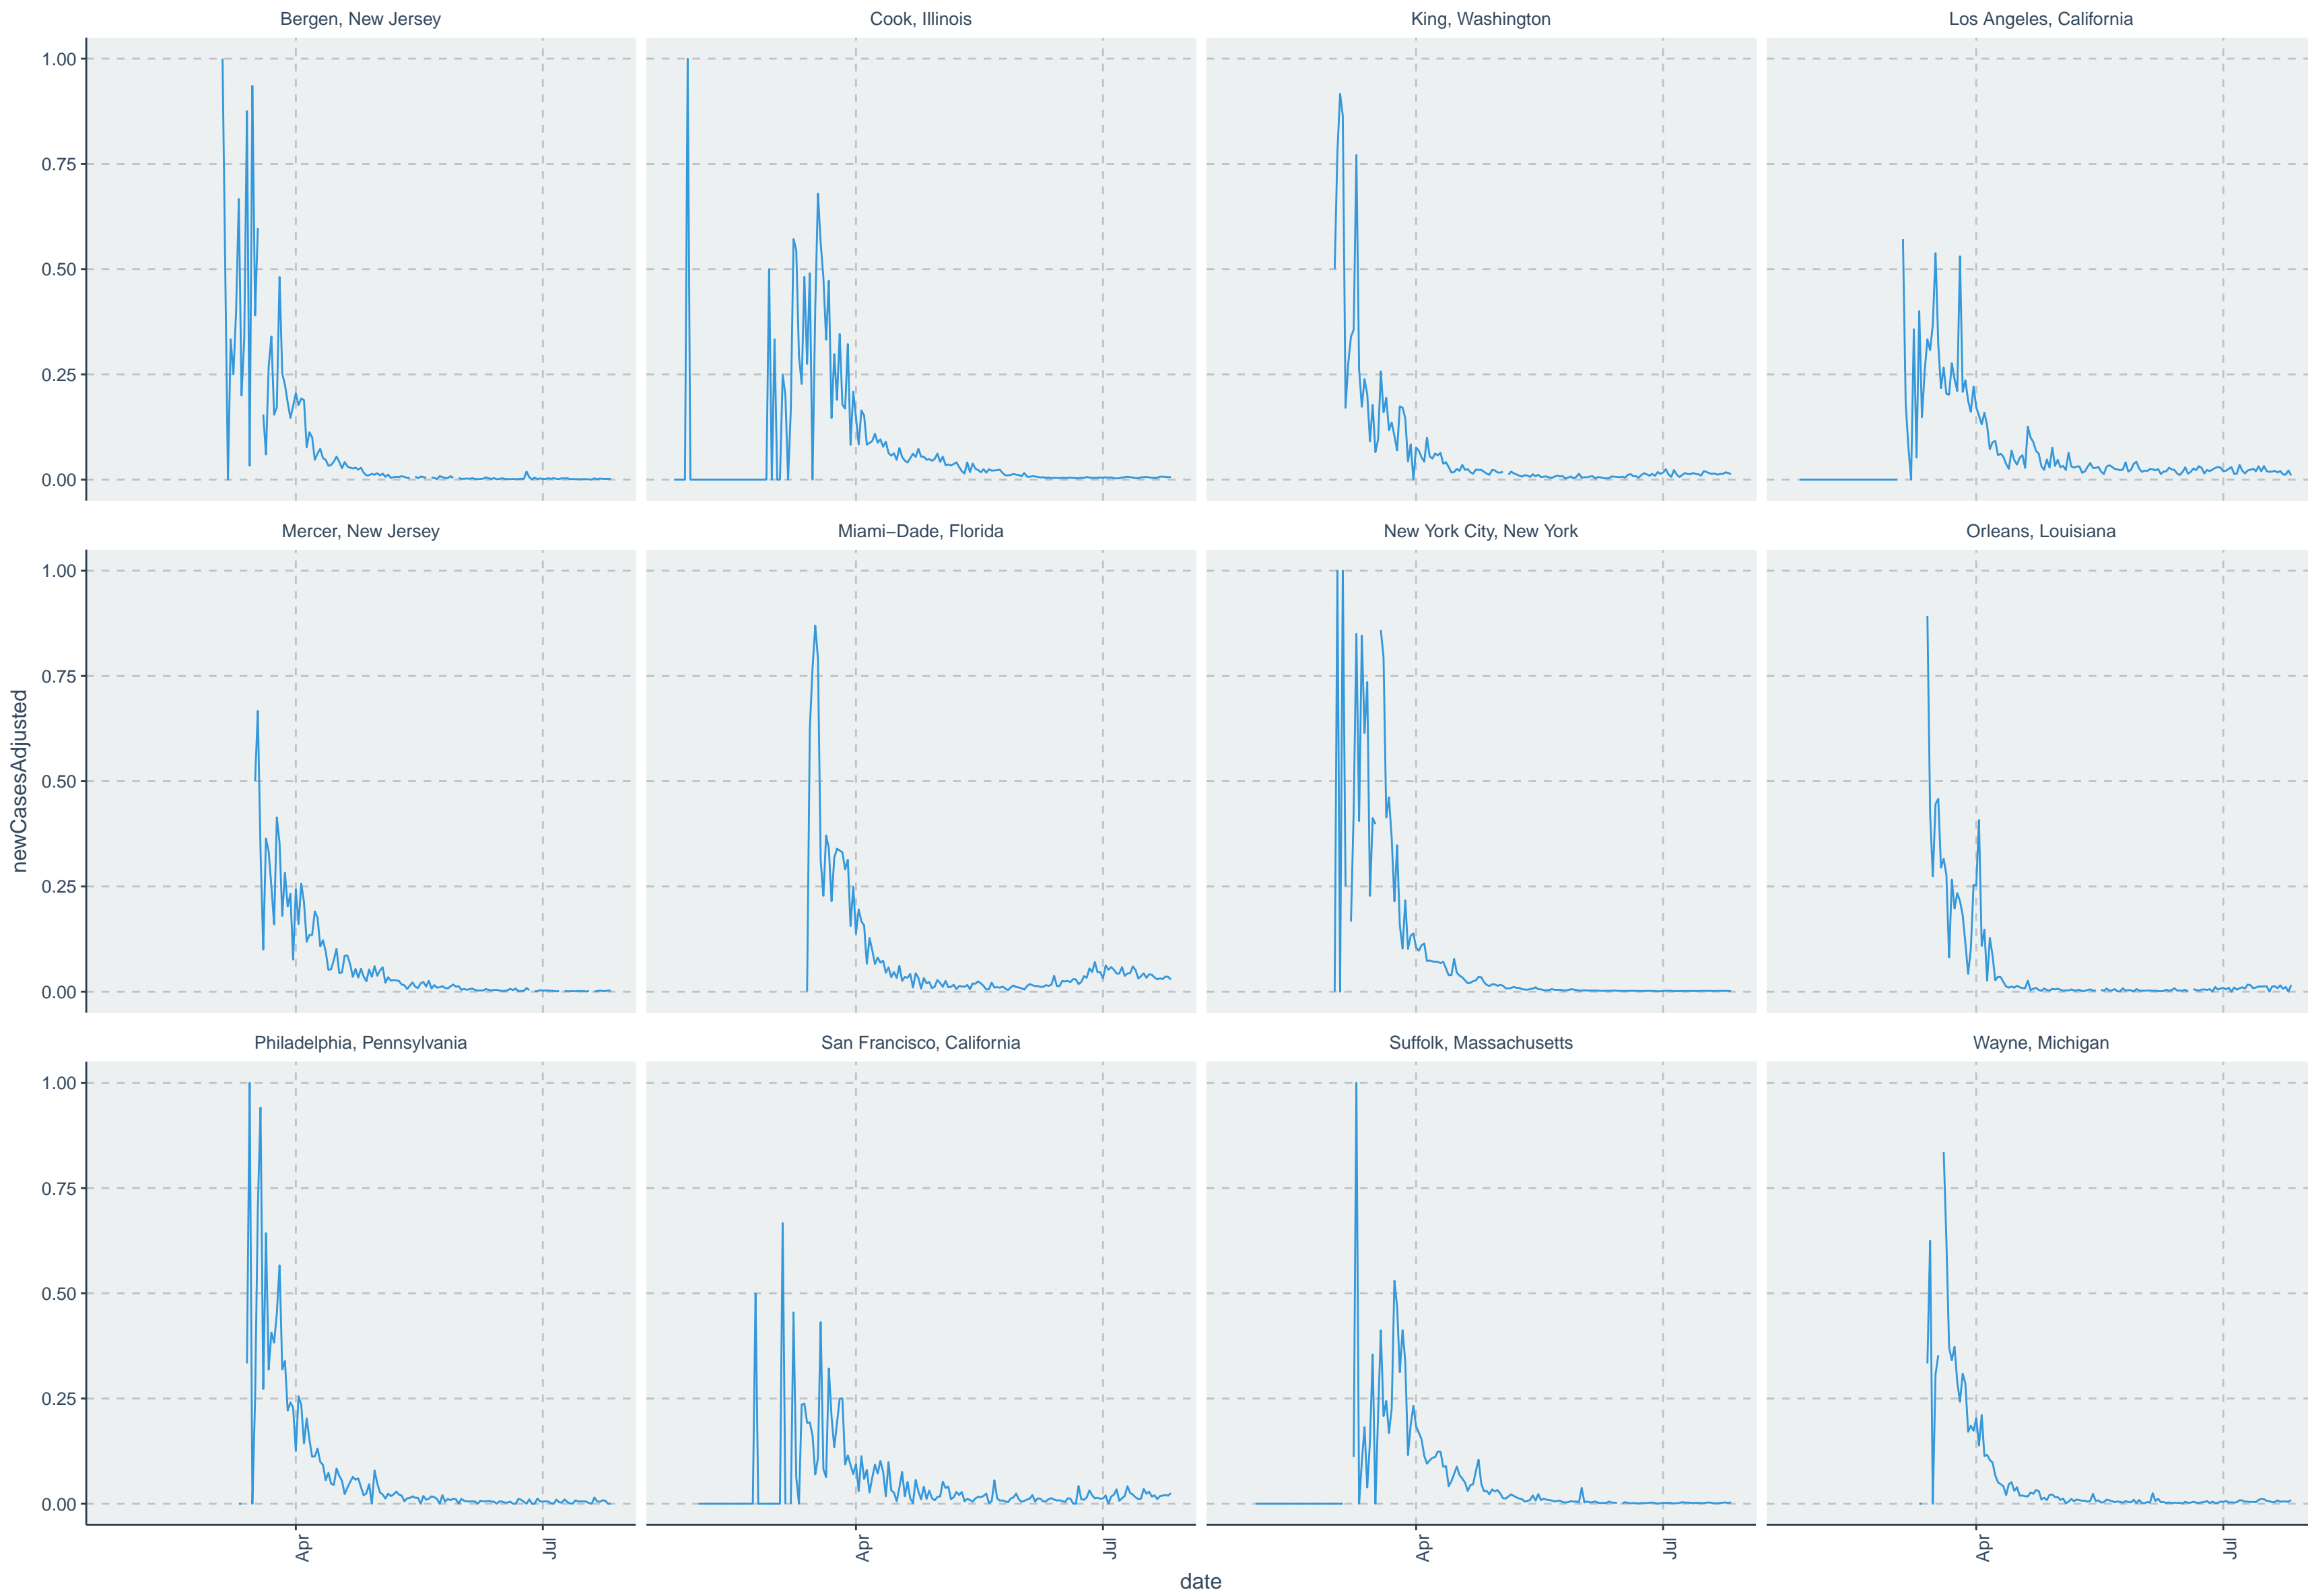 Bergen, New Jersey
Cook, Illinois
King, Washington
Los Angeles, California
1.00
0.75
0.50
0.25
0.00
Mercer, New Jersey
Miami−Dade, Florida
New York City, New York
Orleans, Louisiana
1.00
0.75
0.50
0.25
0.00
newCasesAdjusted
Philadelphia, Pennsylvania
San Francisco, California
Suffolk, Massachusetts
Wayne, Michigan
1.00
0.75
0.50
0.25
0.00
Apr
Jul
Apr
Jul
Apr
Jul
Apr
Jul
date